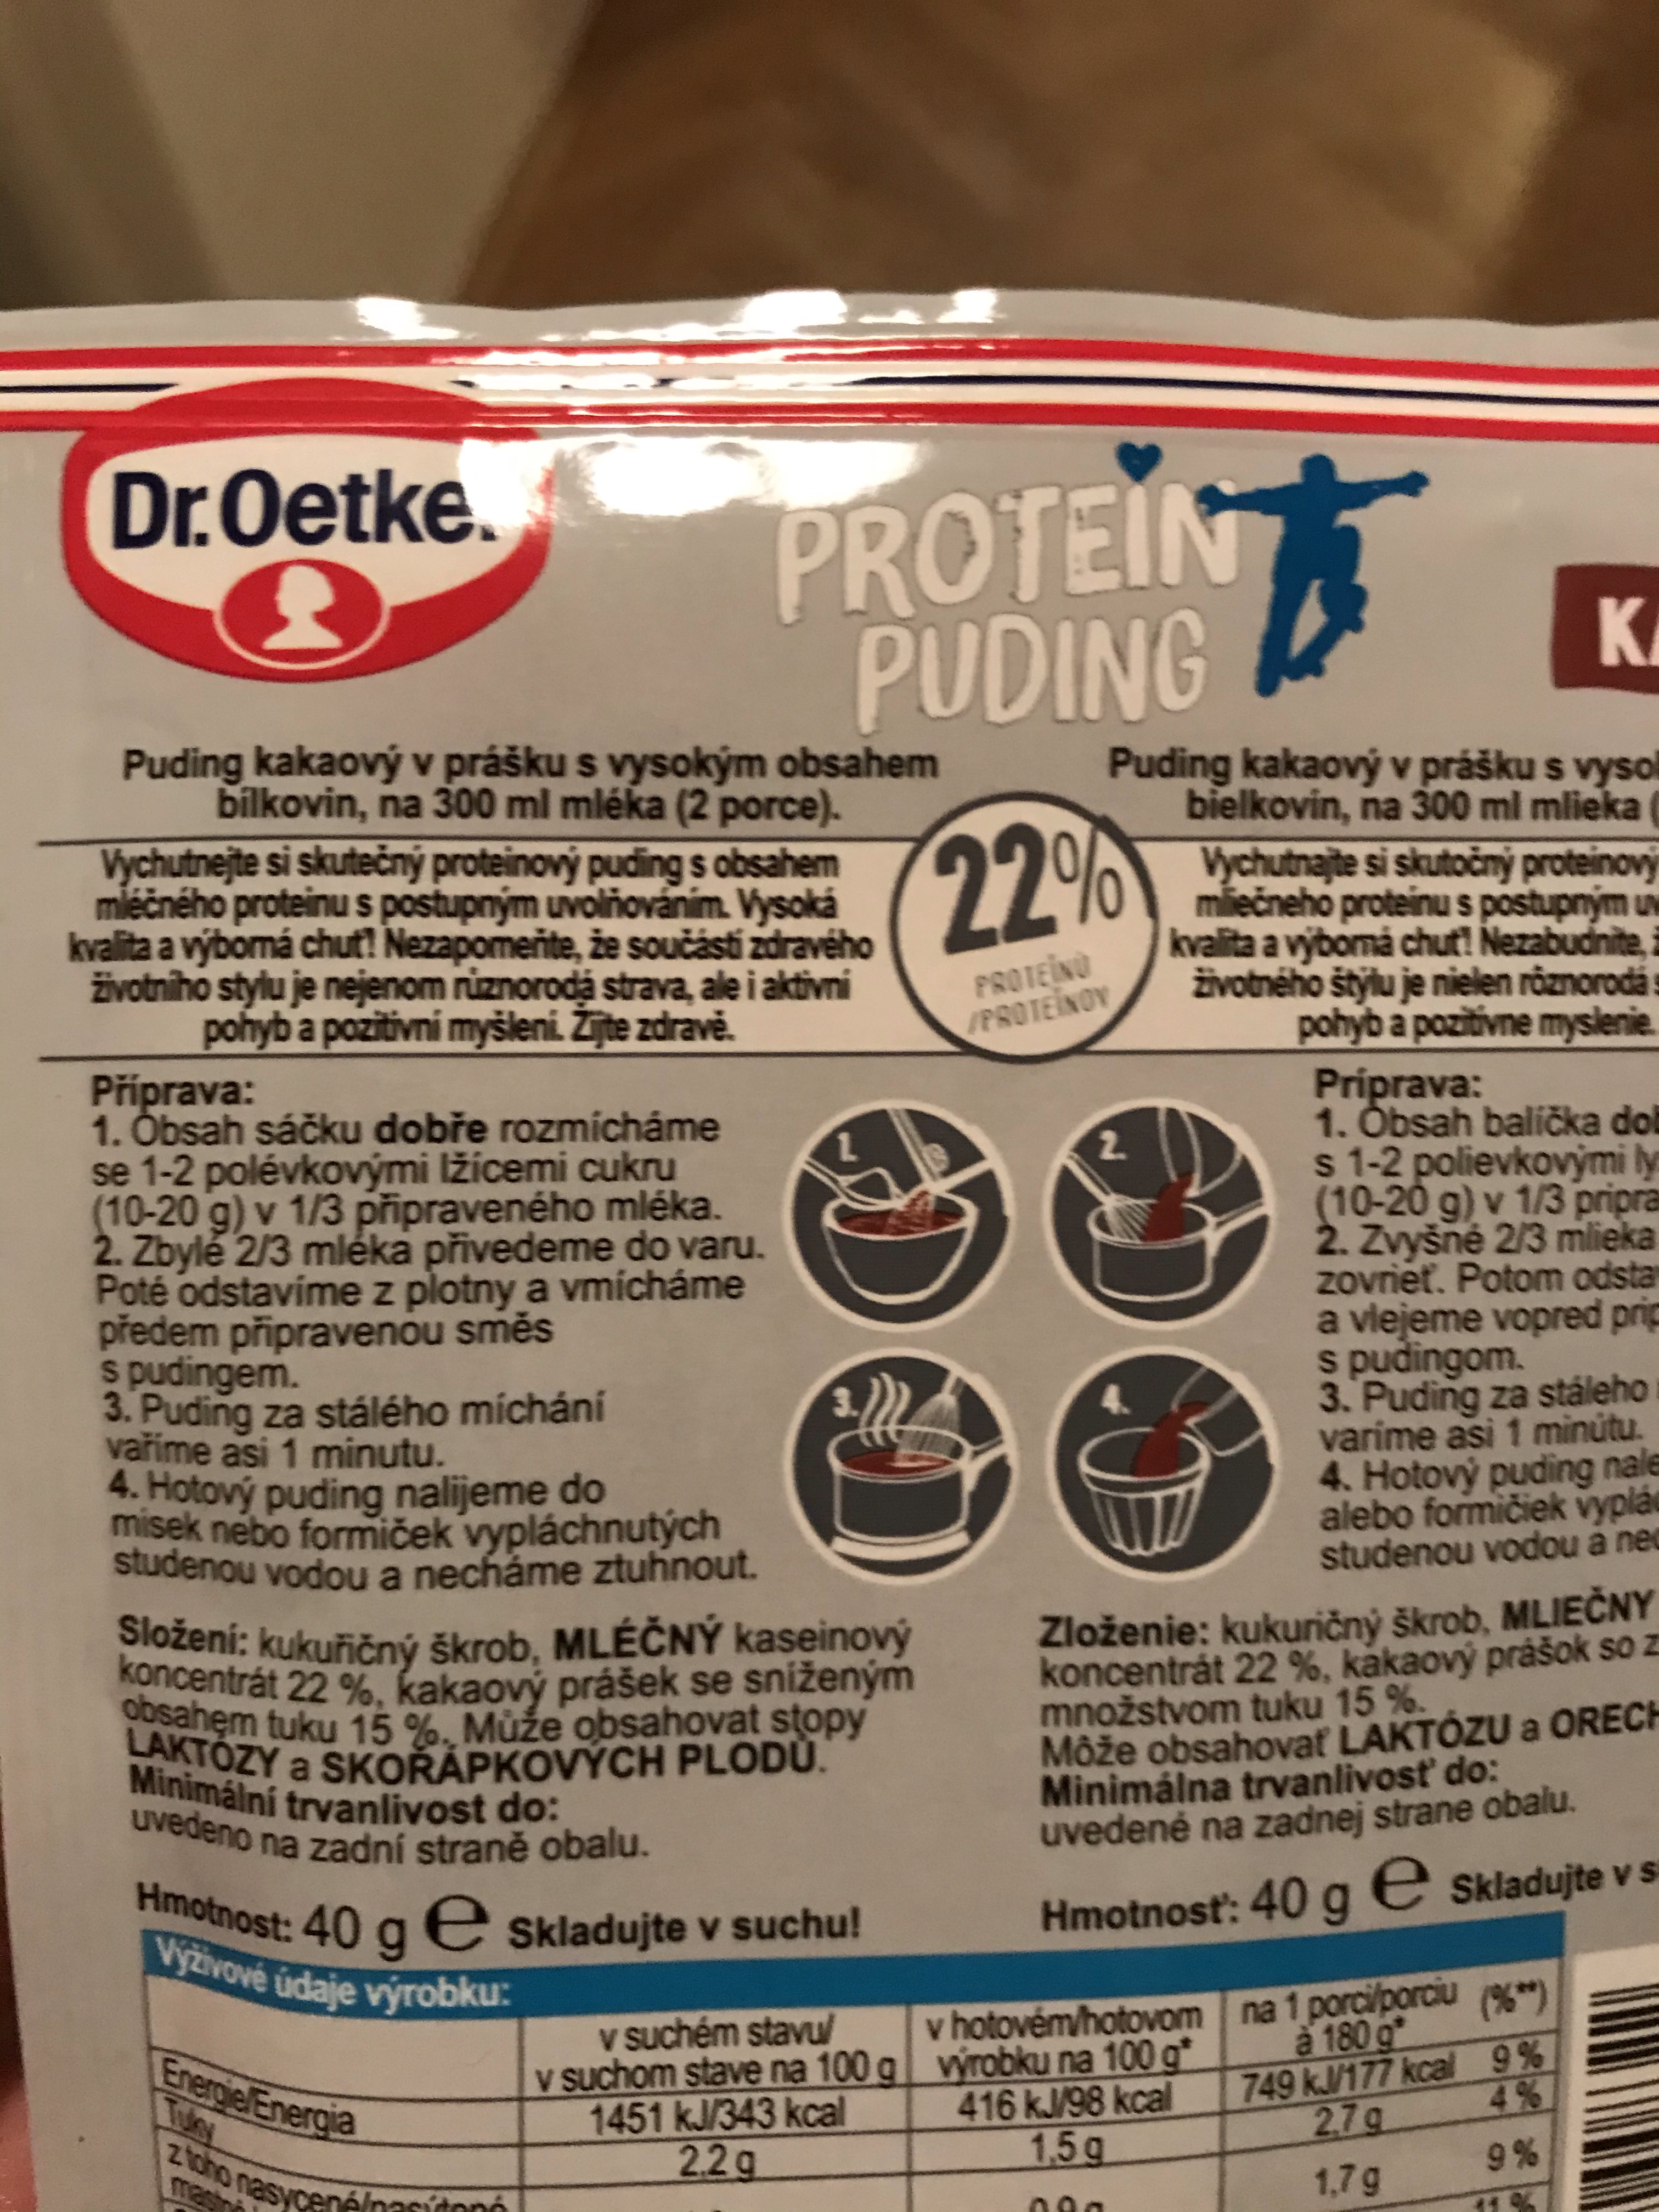 Dr.Oetke
PROTEIN
PUDING
Puding kakaový v prášku s vysokým obsahem
bílkovin, na 300 ml mléka (2 porce).
Vychutnejte si skutečný proteinový puding s obsahem
mléčného proteinu s postupným uvolňováním. Vysoká
kvalita a výborná chuť! Nezapomeňte, že součástí zdravého
životního stylu je nejenom různorodá strava, ale i aktivní
pohyb a pozitivní myšlení. Žijte zdravě.
22%
PROTEINŮ
/PROTEÍNOV
Puding kakaový v prášku s
bielkovín, na 300 ml mlieka (
Vychutnajte si skutočný proteínový
mliečneho proteínu s postupným
kvalita a výborná chuť! Nezabudnite,
životného štýlu je nielen rôznorodá
pohyb a pozitívne myslenie.
Příprava:
1. Obsah sáčku dobře rozmícháme
se 1-2 polévkovými lžícemi cukru
(10-20 g) v 1/3 připraveného mléka.
2. Zbylé 2/3 mléka přivedeme do varu.
Poté odstavíme z plotny a vmícháme
předem připravenou směs
s pudingem.
3. Puding za stálého míchání
vaříme asi 1 minutu.
4. Hotový puding nalijeme do
misek nebo formiček vypláchnutých
studenou vodou a necháme ztuhnout.
1.
2.
3.
4.
Príprava:
1. Obsah balíčka
s 1-2 polievkovými
(10-20 g) v 1/3
2. Zvyšné 2/3 mlieka
zovrieť. Potom
a vlejeme vopred
s pudingom.
3. Puding za stáleho
varíme asi 1 minútu.
4. Hotový puding
alebo formičiek
studenou vodou a
Složení: kukuřičný škrob, MLÉČNÝ kaseinový
koncentrát 22 %, kakaový prášek se sníženým
obsahem tuku 15 %. Může obsahovat stopy
LAKTÓZY a SKOŘÁPKOVÝCH PLODŮ.
Minimální trvanlivost do:
uvedeno na zadní straně obalu.
Hmotnost: 40 g e Skladujte v suchu!
Zloženie: kukuričný škrob, MLIEČNY
koncentrát 22 %, kakaový prášok so
množstvom tuku 15 %.
Môže obsahovať LAKTÓZU a
Minimálna trvanlivosť do:
uvedené na zadnej strane obalu.
Hmotnosť: 40 g e Skladujte v
Výživové údaje výrobku:
v suchém stavu/ v hotovém/hotovom na 1 porci/porciu (%**)
v suchom stave na 100 g výrobku na 100 g* à 180 g*
Energie/Energia 1451 kJ/343 kcal 416 kJ/98 kcal 749 kJ/177 kcal 9 %
Tuky 2,2 g 1,5 g 2,7 g 4 %
z toho nasycené/nasýtené 0,9 g 1,7 g 9 %
11 %